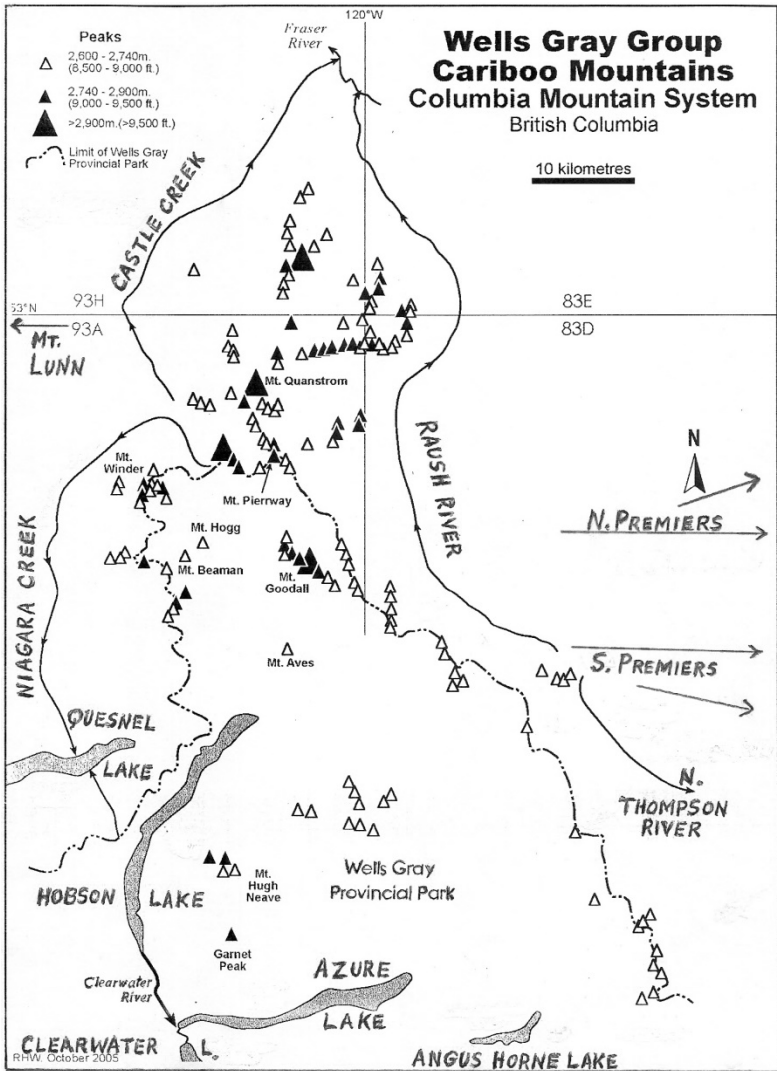 120°W
Fraser
River
Wells Gray Group
Cariboo Mountains
Columbia Mountain System
British Columbia
10 kilometres
Peaks
2,600 - 2,740m.
(6,500 - 9,000 ft.)
2,740 - 2,900m.
(9,000 - 9,500 ft.)
>2,900m.(>9,500 ft.)
Limit of Wells Gray
Provincial Park
CASTLE CREEK
53°N
93H
83E
93A
83D
MT.
LUNN
Mt. Quanstrom
RAUSH RIVER
Mt.
Winder
Mt. Pierrway
N
N. PREMIERS
Mt. Hogg
Mt. Beaman
Mt.
Goodall
NIAGARA CREEK
Mt. Aves
S. PREMIERS
QUESNEL
LAKE
N.
THOMPSON
RIVER
HOBSON
LAKE
Mt.
Hugh
Neave
Wells Gray
Provincial Park
Garnet
Peak
Clearwater
River
AZURE
LAKE
CLEARWATER L.
ANGUS HORNE LAKE
RHW. October 2005